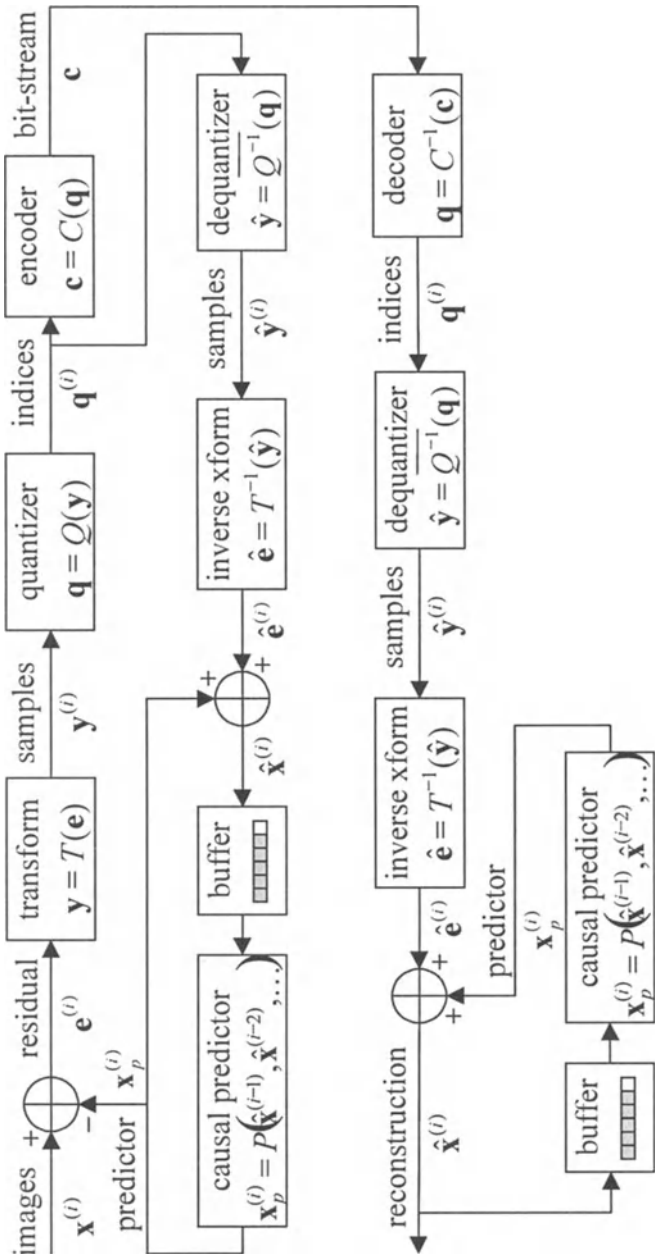 images
x^(i)
+
−
residual
e^(i)
transform
y = T(e)
samples
y^(i)
quantizer
q = Q(y)
indices
q^(i)
encoder
c = C(q)
bit-stream
c
predictor
x_p^(i)
causal predictor
x_p^(i) = P(x̂^(i-1), x̂^(i-2), …)
buffer
x̂^(i)
+
+
ê^(i)
inverse xform
ê = T^-1(ŷ)
samples
ŷ^(i)
dequantizer
ŷ = Q̅^-1(q)
reconstruction
x̂^(i)
+
+
ê^(i)
inverse xform
ê = T^-1(ŷ)
samples
ŷ^(i)
dequantizer
ŷ = Q̅^-1(q)
indices
q^(i)
decoder
q = C^-1(c)
predictor
x_p^(i)
buffer
causal predictor
x_p^(i) = P(x̂^(i-1), x̂^(i-2), …)